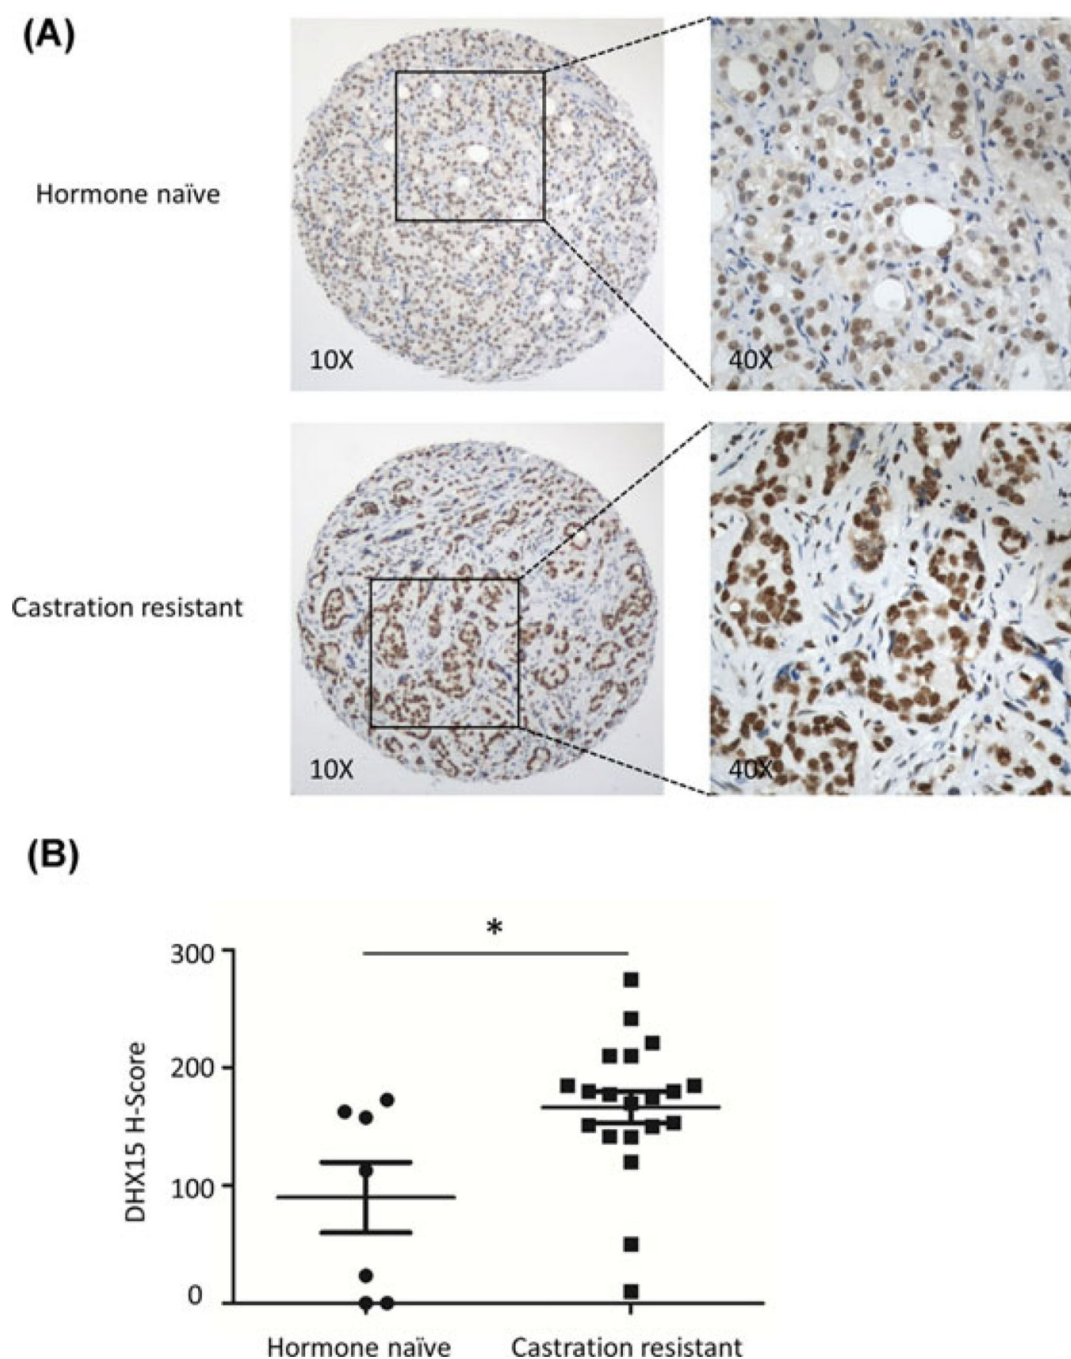 (A)
Hormone naïve
10X
40X
Castration resistant
10X
40X
(B)
*
300
200
100
0
DHX15 H-Score
Hormone naïve
Castration resistant